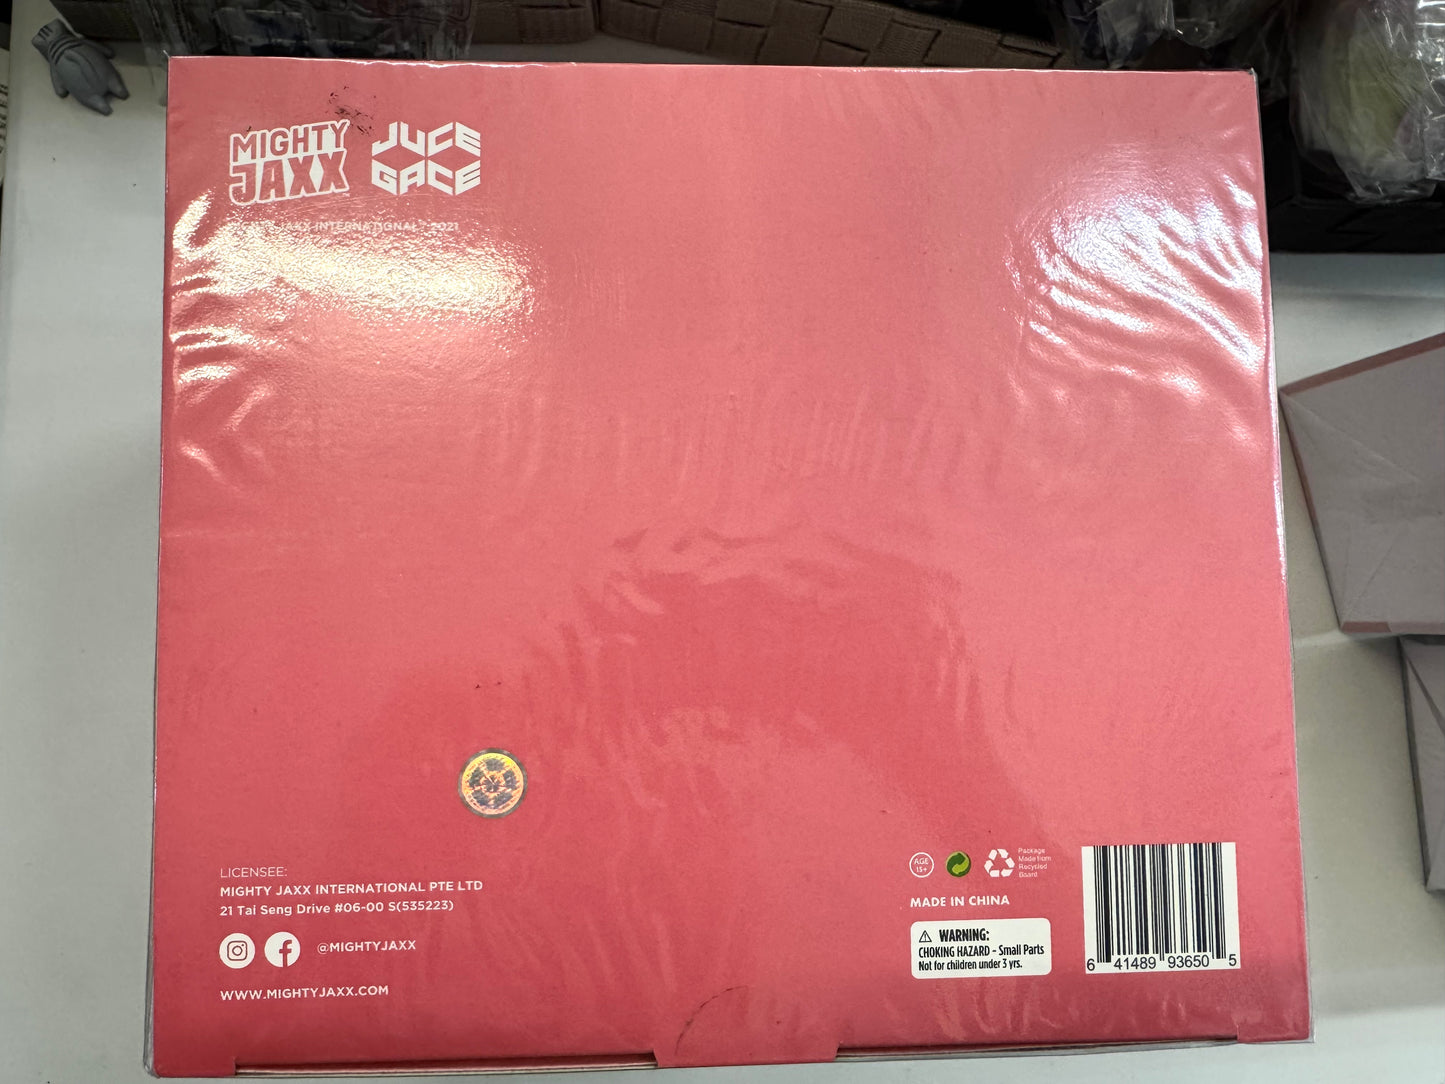 MIGHTY
JAXX
JUCE
GACE
MIGHTY JAXX INTERNATIONAL 2021
LICENSEE:
MIGHTY JAXX INTERNATIONAL PTE LTD
21 Tai Seng Drive #06-00 S(535223)
@MIGHTYJAXX
WWW.MIGHTYJAXX.COM
AGE
15+
Package
Made from
Recycled
Board
MADE IN CHINA
WARNING:
CHOKING HAZARD - Small Parts
Not for children under 3 yrs.
6 41489 93650 5